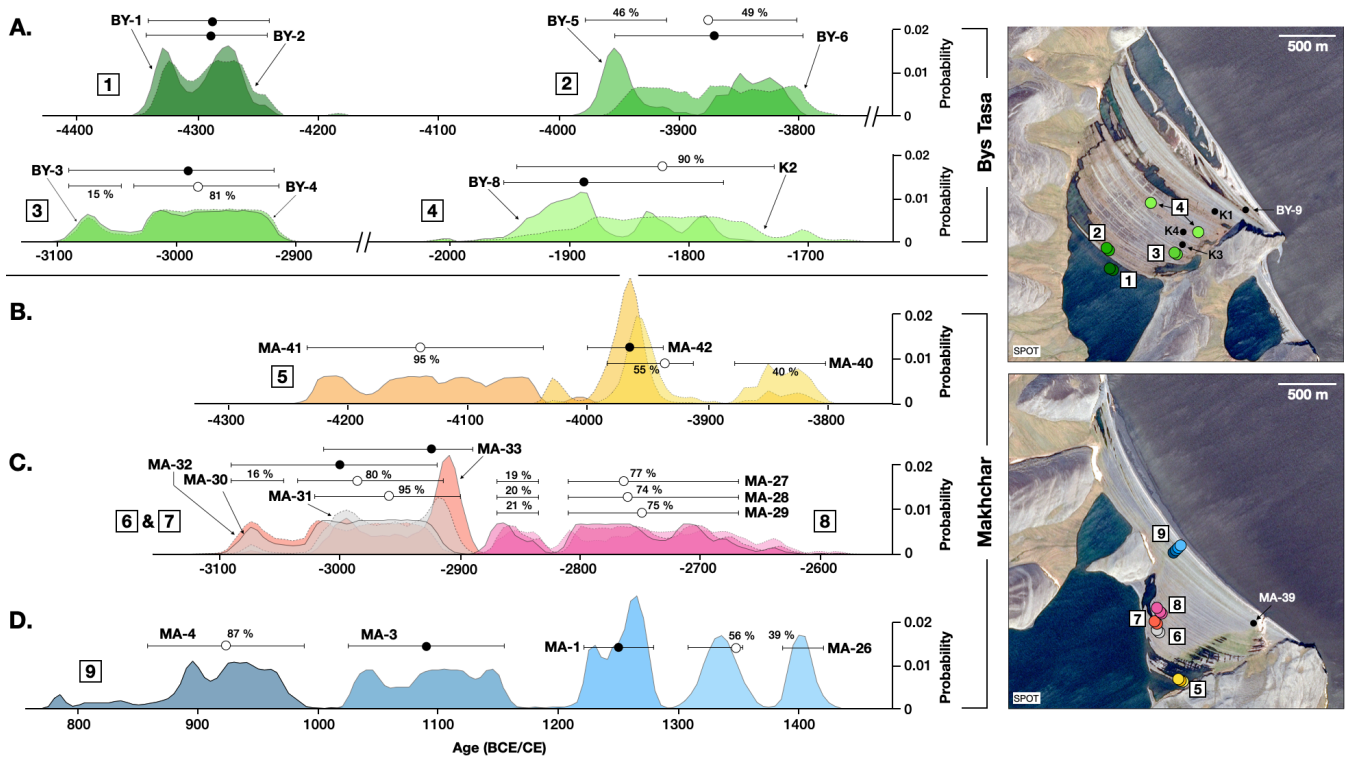 A.
BY-1
BY-2
1
46 %
49 %
BY-5
BY-6
2
0.02
0.01
0
Probability
-4400
-4300
-4200
-4100
-4000
-3900
-3800
BY-3
15 %
81 %
BY-4
3
90 %
BY-8
K2
4
0.02
0.01
0
Probability
-3100
-3000
-2900
-2000
-1900
-1800
-1700
Bys Tasa
B.
MA-41
95 %
5
MA-42
55 %
40 %
MA-40
0.02
0.01
0
Probability
-4300
-4200
-4100
-4000
-3900
-3800
C.
MA-33
MA-32
16 %
80 %
MA-30
MA-31
95 %
6 & 7
19 %
77 %
MA-27
20 %
74 %
MA-28
21 %
75 %
MA-29
8
0.02
0.01
0
Probability
-3100
-3000
-2900
-2800
-2700
-2600
D.
MA-4
87 %
9
MA-3
MA-1
56 %
39 %
MA-26
0.02
0.01
0
Probability
800
900
1000
1100
1200
1300
1400
Age (BCE/CE)
Makhchar
500 m
4
K1
BY-9
2
K4
3
K3
1
SPOT
500 m
9
MA-39
8
7
6
5
SPOT